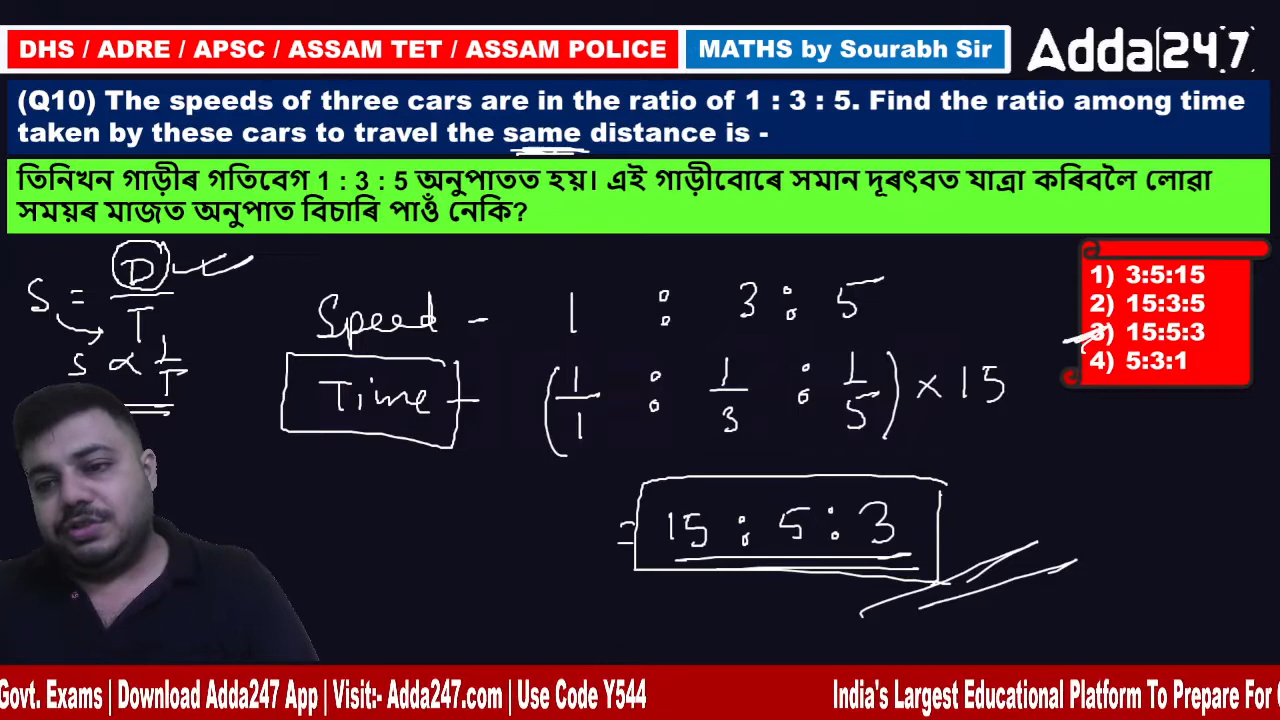 DHS / ADRE / APSC / ASSAM TET / ASSAM POLICE
MATHS by Sourabh Sir
Adda247
(Q10) The speeds of three cars are in the ratio of 1 : 3 : 5. Find the ratio among time
taken by these cars to travel the same distance is -
তিনিখন গাড়ীৰ গতিবেগ 1 : 3 : 5 অনুপাতত হয়। এই গাড়ীবোৰে সমান দূৰৎবত যাত্ৰা কৰিবলৈ লোৱা
সময়ৰ মাজত অনুপাত বিচাৰি পাওঁ নেকি?
1) 3:5:15
2) 15:3:5
3) 15:5:3
4) 5:3:1
S = D/T
S ∝ 1/T
Speed - 1 : 3 : 5
Time - (1/1 : 1/3 : 1/5) × 15
= 15 : 5 : 3
Govt. Exams | Download Adda247 App | Visit:- Adda247.com | Use Code Y544
India's Largest Educational Platform To Prepare For